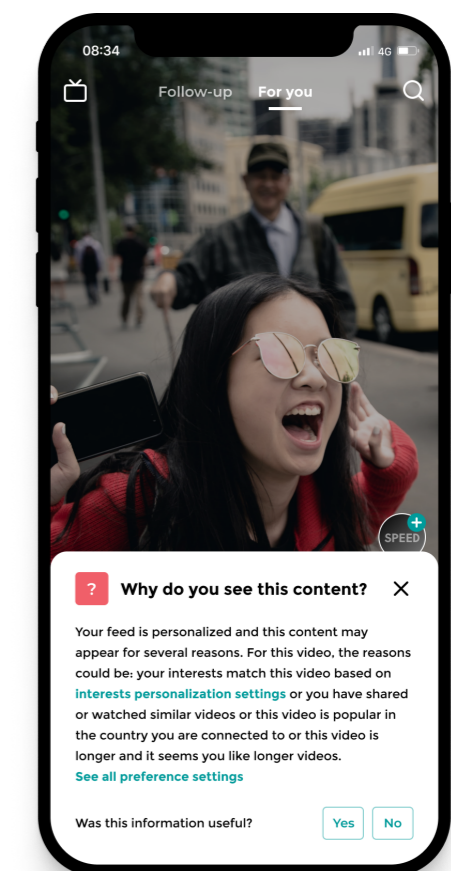 08:34 4G
Follow-up For you
SPEED
? Why do you see this content?
Your feed is personalized and this content may
appear for several reasons. For this video, the reasons
could be: your interests match this video based on
interests personalization settings or you have shared
or watched similar videos or this video is popular in
the country you are connected to or this video is
longer and it seems you like longer videos.
See all preference settings
Was this information useful? Yes No